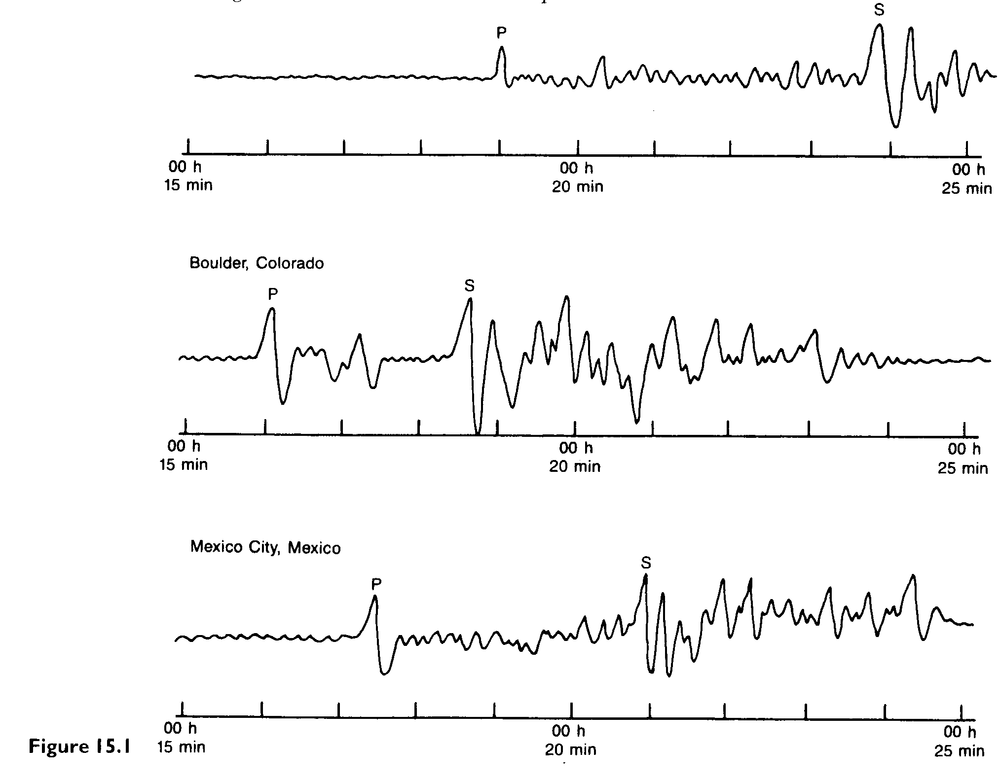 S
P
00 h 00 h 00 h
15 min 20 min 25 min
Boulder, Colorado
S
P
00 h 00 h 00 h
15 min 20 min 25 min
Mexico City, Mexico
S
P
00 h 00 h 00 h
Figure 15.1 15 min 20 min 25 min